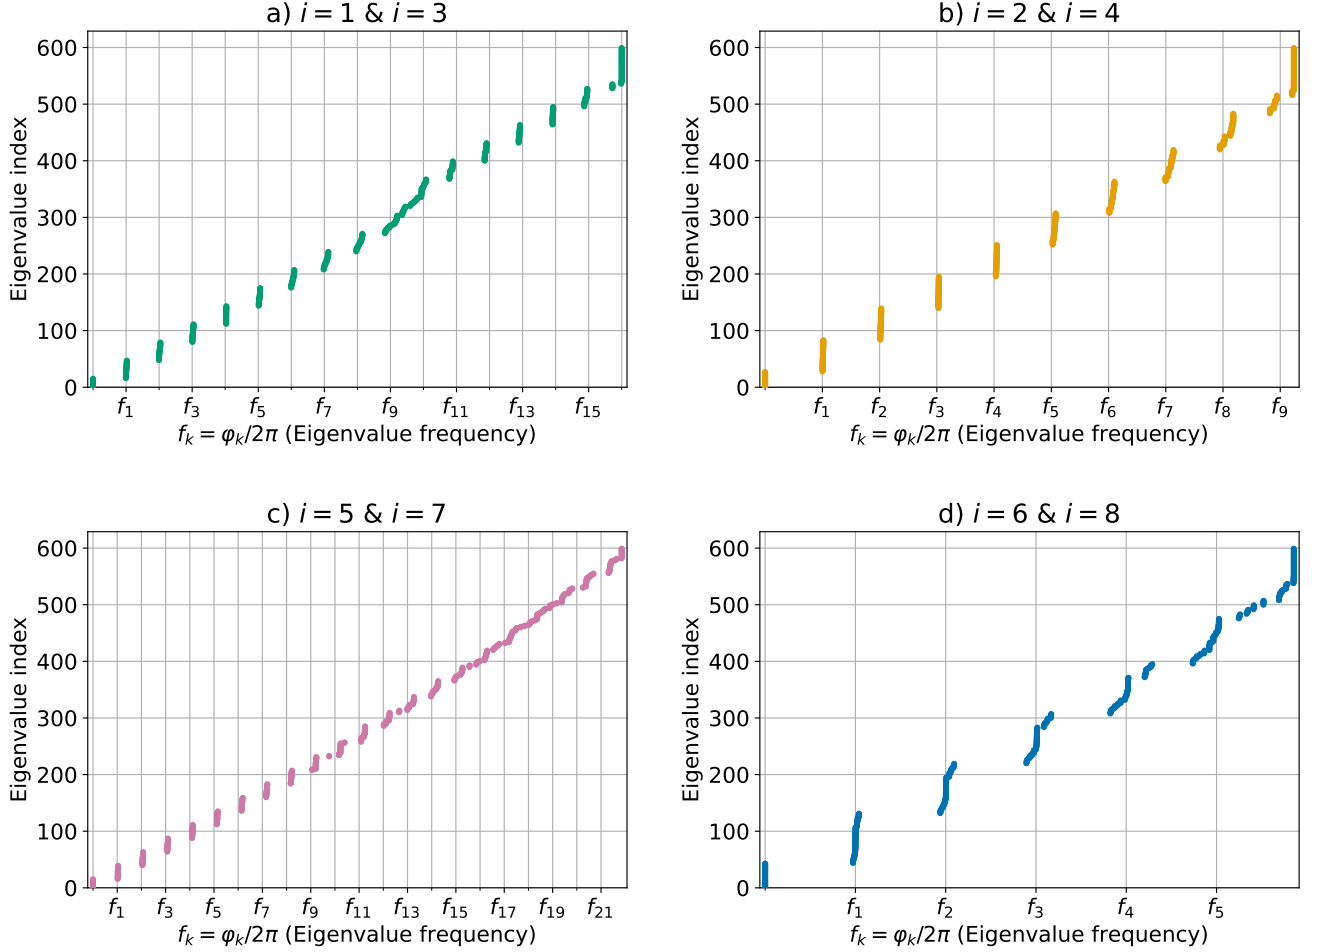 a) i = 1 & i = 3
Eigenvalue index
600
500
400
300
200
100
0
f1 f3 f5 f7 f9 f11 f13 f15
fk = φk/2π (Eigenvalue frequency)
b) i = 2 & i = 4
Eigenvalue index
600
500
400
300
200
100
0
f1 f2 f3 f4 f5 f6 f7 f8 f9
fk = φk/2π (Eigenvalue frequency)
c) i = 5 & i = 7
Eigenvalue index
600
500
400
300
200
100
0
f1 f3 f5 f7 f9 f11 f13 f15 f17 f19 f21
fk = φk/2π (Eigenvalue frequency)
d) i = 6 & i = 8
Eigenvalue index
600
500
400
300
200
100
0
f1 f2 f3 f4 f5
fk = φk/2π (Eigenvalue frequency)